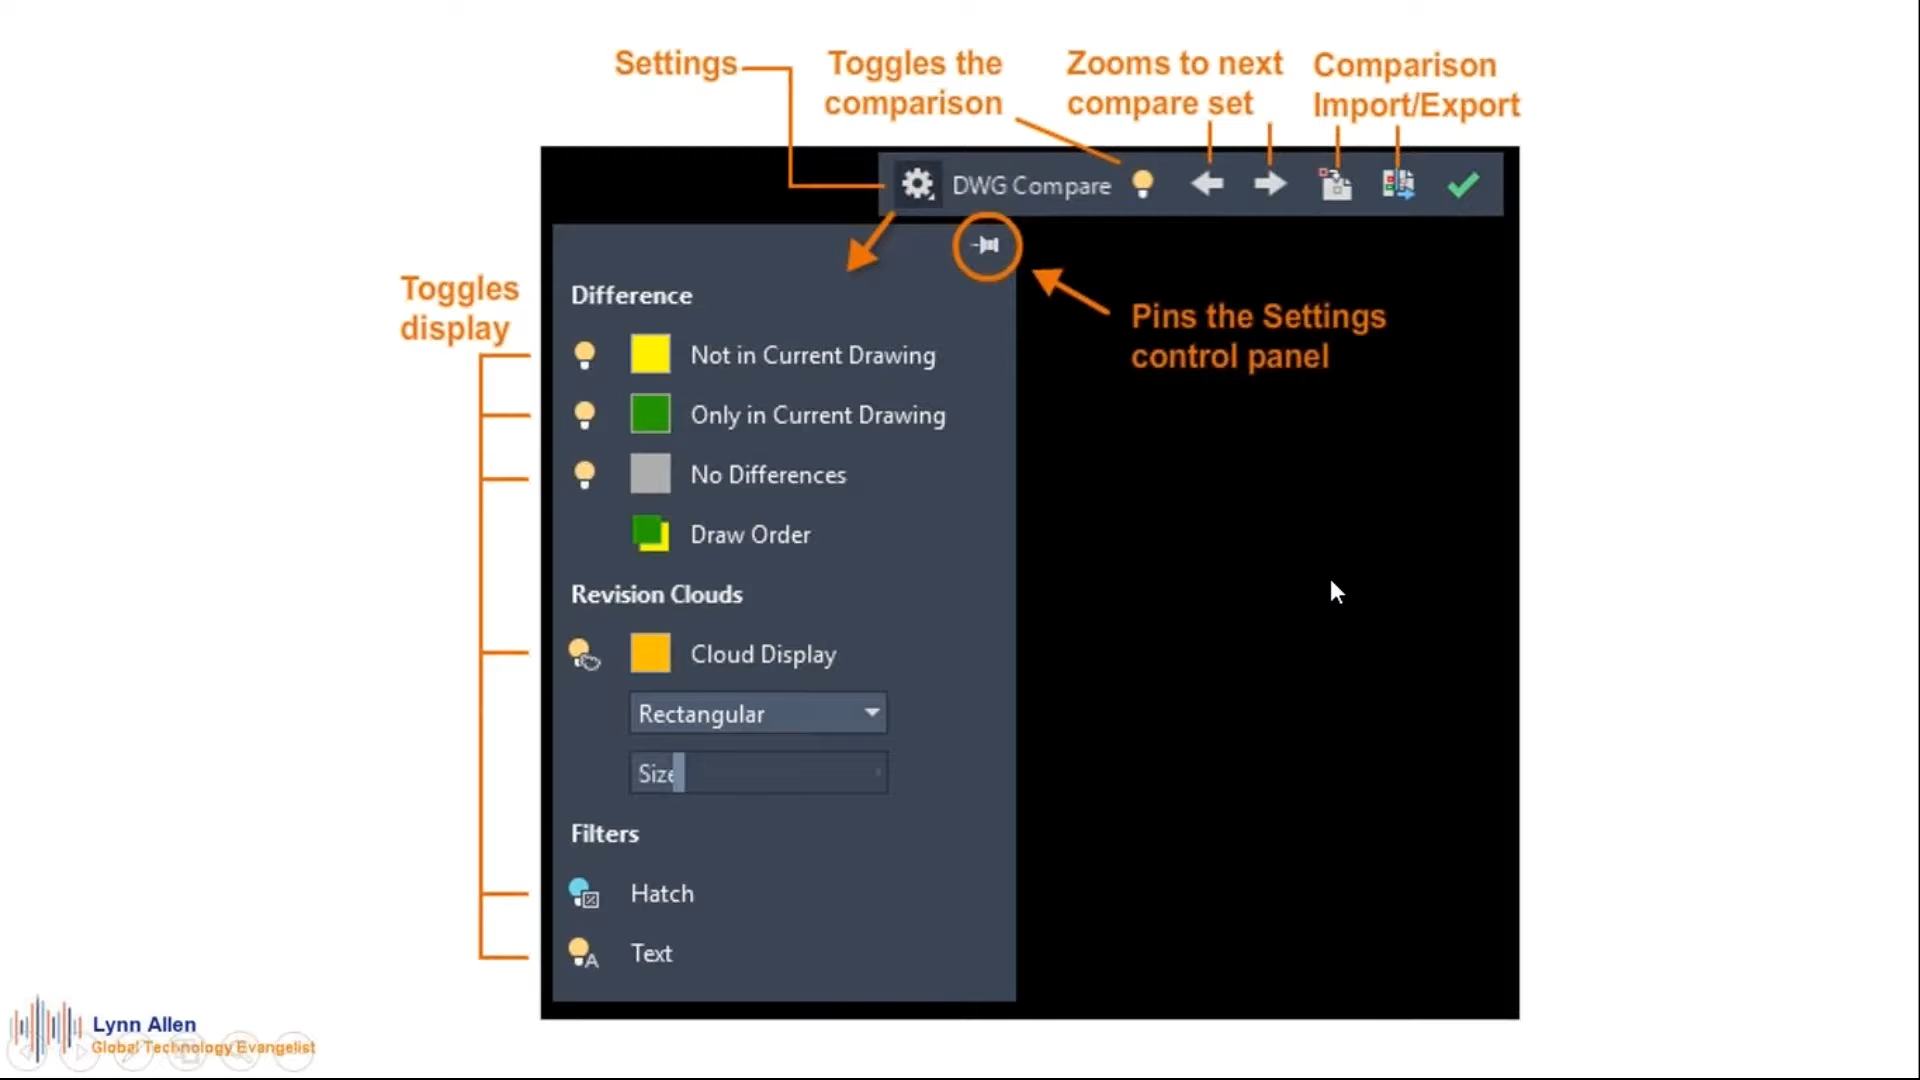 Settings
Toggles the
comparison
Zooms to next
compare set
Comparison
Import/Export
DWG Compare
Toggles
display
Pins the Settings
control panel
Difference
Not in Current Drawing
Only in Current Drawing
No Differences
Draw Order
Revision Clouds
Cloud Display
Rectangular
Size
Filters
Hatch
A
Text
Lynn Allen
Global Technology Evangelist